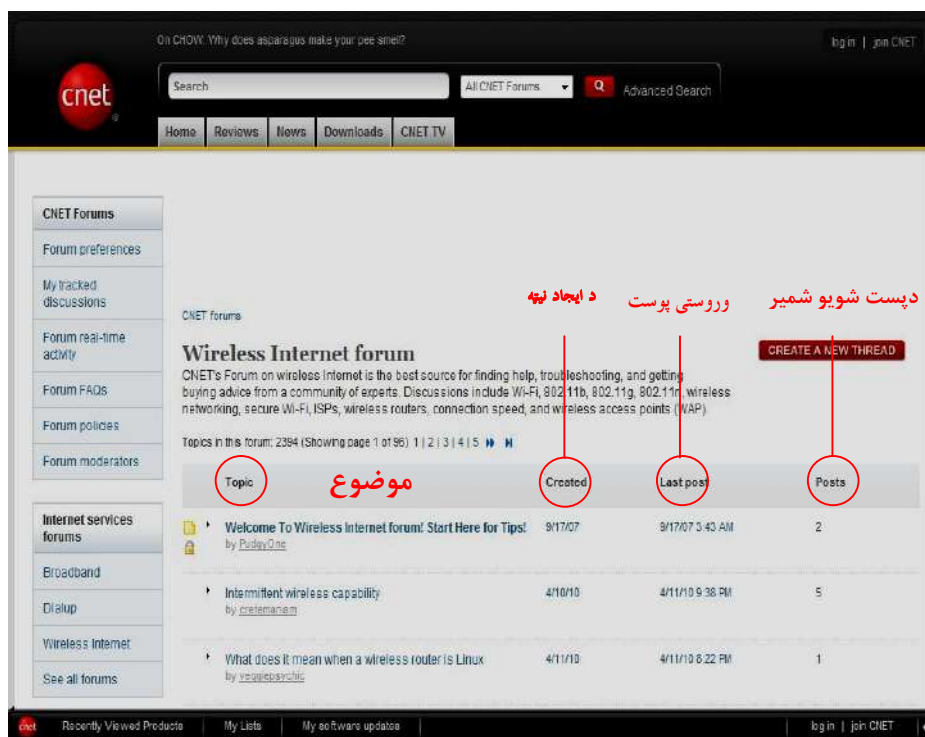 On CHOW: Why does asparagus make your pee smell?
log in | join CNET
cnet
Search
All CNET Forums
Advanced Search
Home
Reviews
News
Downloads
CNET TV
CNET Forums
Forum preferences
My tracked
discussions
Forum real-time
activity
Forum FAQs
Forum policies
Forum moderators
Internet services
forums
Broadband
Dialup
Wireless Internet
See all forums
د ایجاد نېټه
وروستی پوست
دپست شویو شمیر
CNET forums
Wireless Internet forum
CREATE A NEW THREAD
CNET's Forum on wireless Internet is the best source for finding help, troubleshooting, and getting
buying advice from a community of experts. Discussions include Wi-Fi, 802.11b, 802.11g, 802.11n, wireless
networking, secure Wi-Fi, ISPs, wireless routers, connection speed, and wireless access points (WAP).
Topics in this forum: 2394 (Showing page 1 of 96) 1 | 2 | 3 | 4 | 5
Topic موضوع Created Last post Posts
Welcome To Wireless Internet forum! Start Here for Tips! 9/17/07 9/17/07 3:43 AM 2
by PudgyOne
Intermittent wireless capability 4/10/10 4/11/10 9:38 PM 5
by cretemariam
What does it mean when a wireless router is Linux 4/11/10 4/11/10 8:22 PM 1
by veggiepsychic
cnet Recently Viewed Products My Lists My software updates log in | join CNET